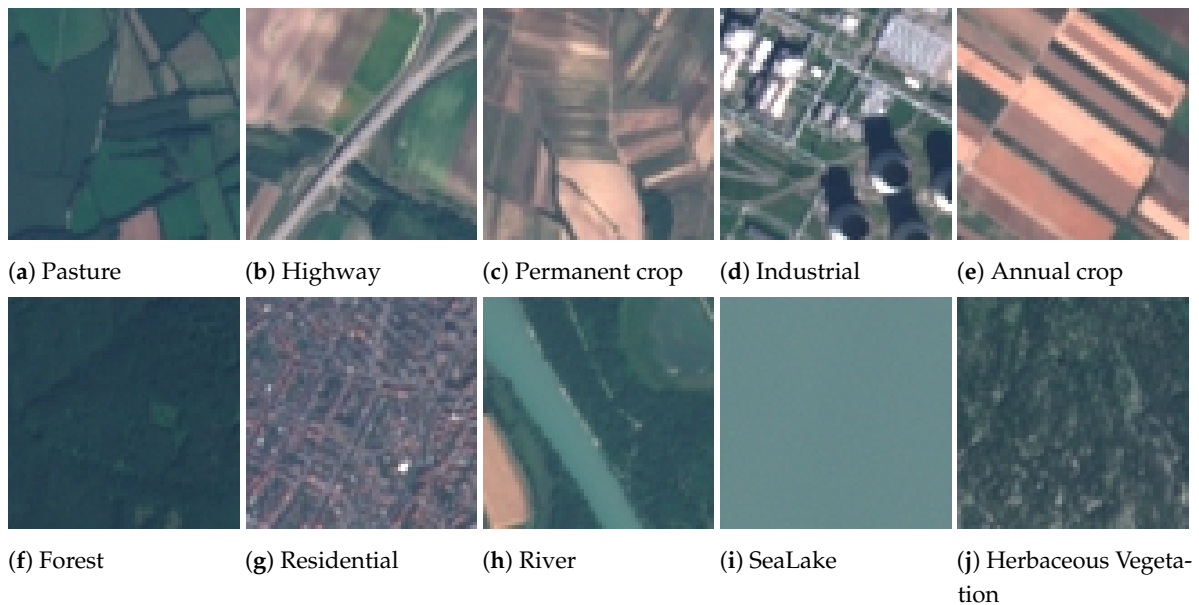 (a) Pasture
(b) Highway
(c) Permanent crop
(d) Industrial
(e) Annual crop
(f) Forest
(g) Residential
(h) River
(i) SeaLake
(j) Herbaceous Vegeta-
tion